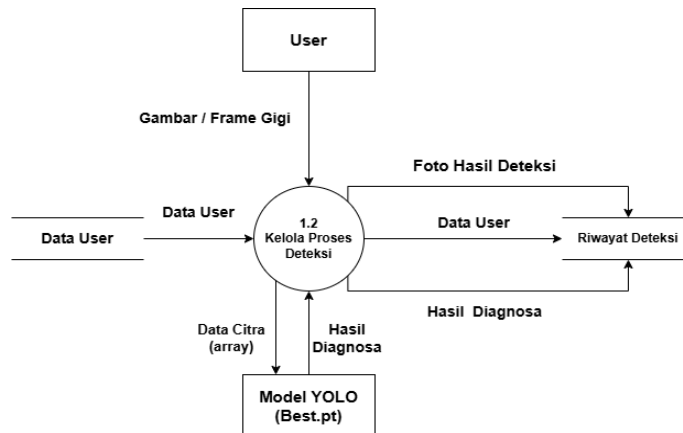 User
Gambar / Frame Gigi
Foto Hasil Deteksi
Data User
Data User
1.2
Kelola Proses
Deteksi
Data User
Riwayat Deteksi
Hasil Diagnosa
Data Citra
(array)
Hasil
Diagnosa
Model YOLO
(Best.pt)